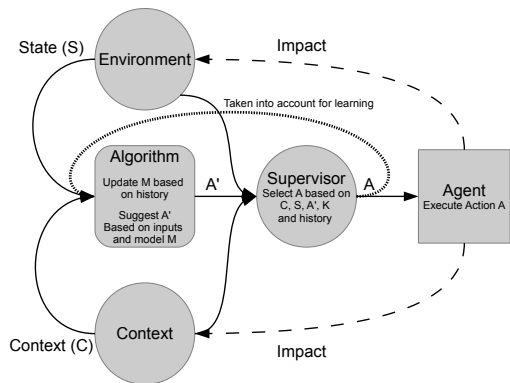 State (S)
Environment
Impact
Taken into account for learning
Algorithm
Update M based
on history
Suggest A'
Based on inputs
and model M
A'
Supervisor
Select A based on
C, S, A', K
and history
A
Agent
Execute Action A
Context
Context (C)
Impact